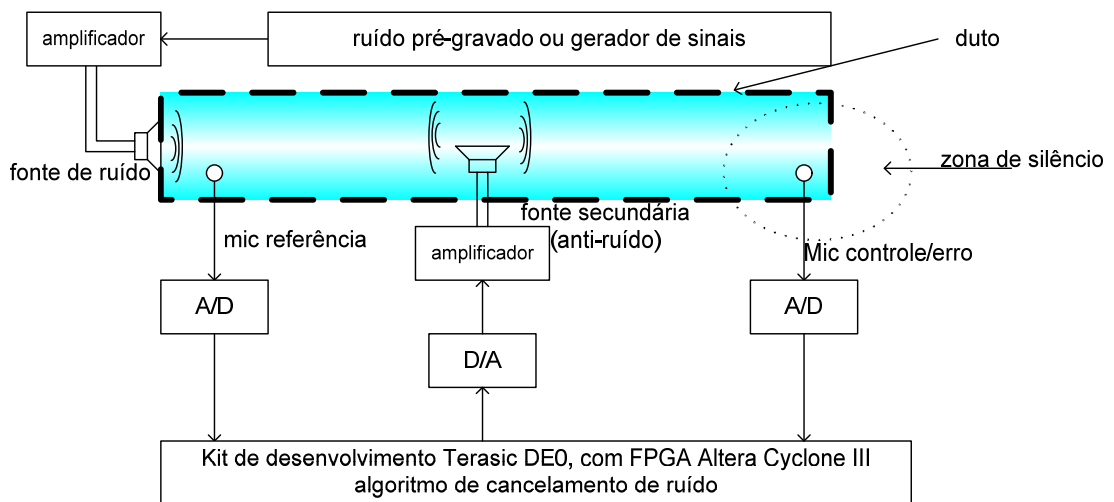 amplificador
ruído pré-gravado ou gerador de sinais
duto
zona de silêncio
fonte de ruído
mic referência
fonte secundária
(anti-ruído)
amplificador
Mic controle/erro
A/D
D/A
A/D
Kit de desenvolvimento Terasic DE0, com FPGA Altera Cyclone III
algoritmo de cancelamento de ruído